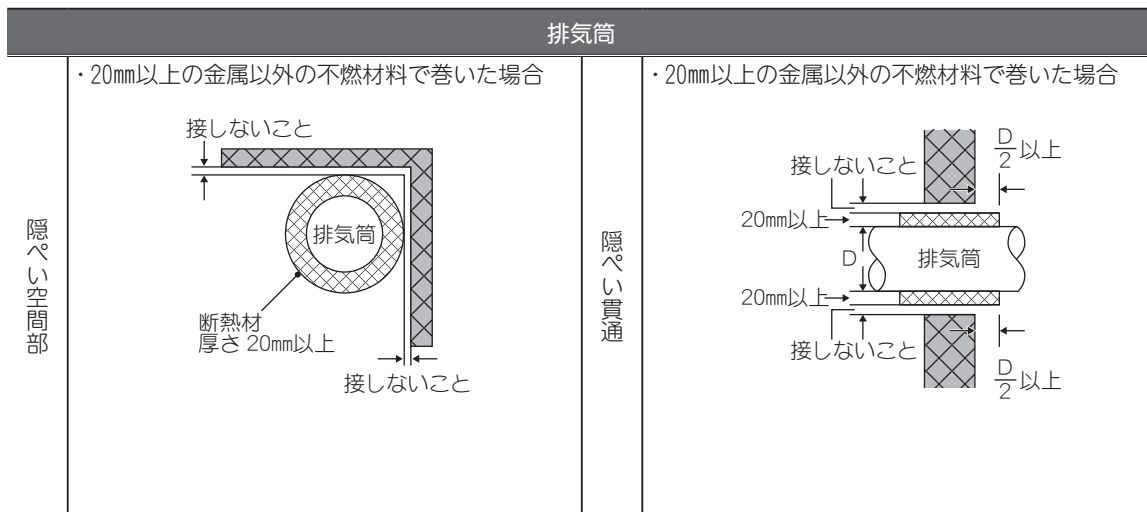 排気筒
隠ぺい空間部
・20㎜以上の金属以外の不燃材料で巻いた場合
接しないこと
排気筒
断熱材
厚さ 20㎜以上
接しないこと
隠ぺい貫通
・20㎜以上の金属以外の不燃材料で巻いた場合
D/2 以上
接しないこと
20㎜以上
D
排気筒
20㎜以上
接しないこと
D/2 以上